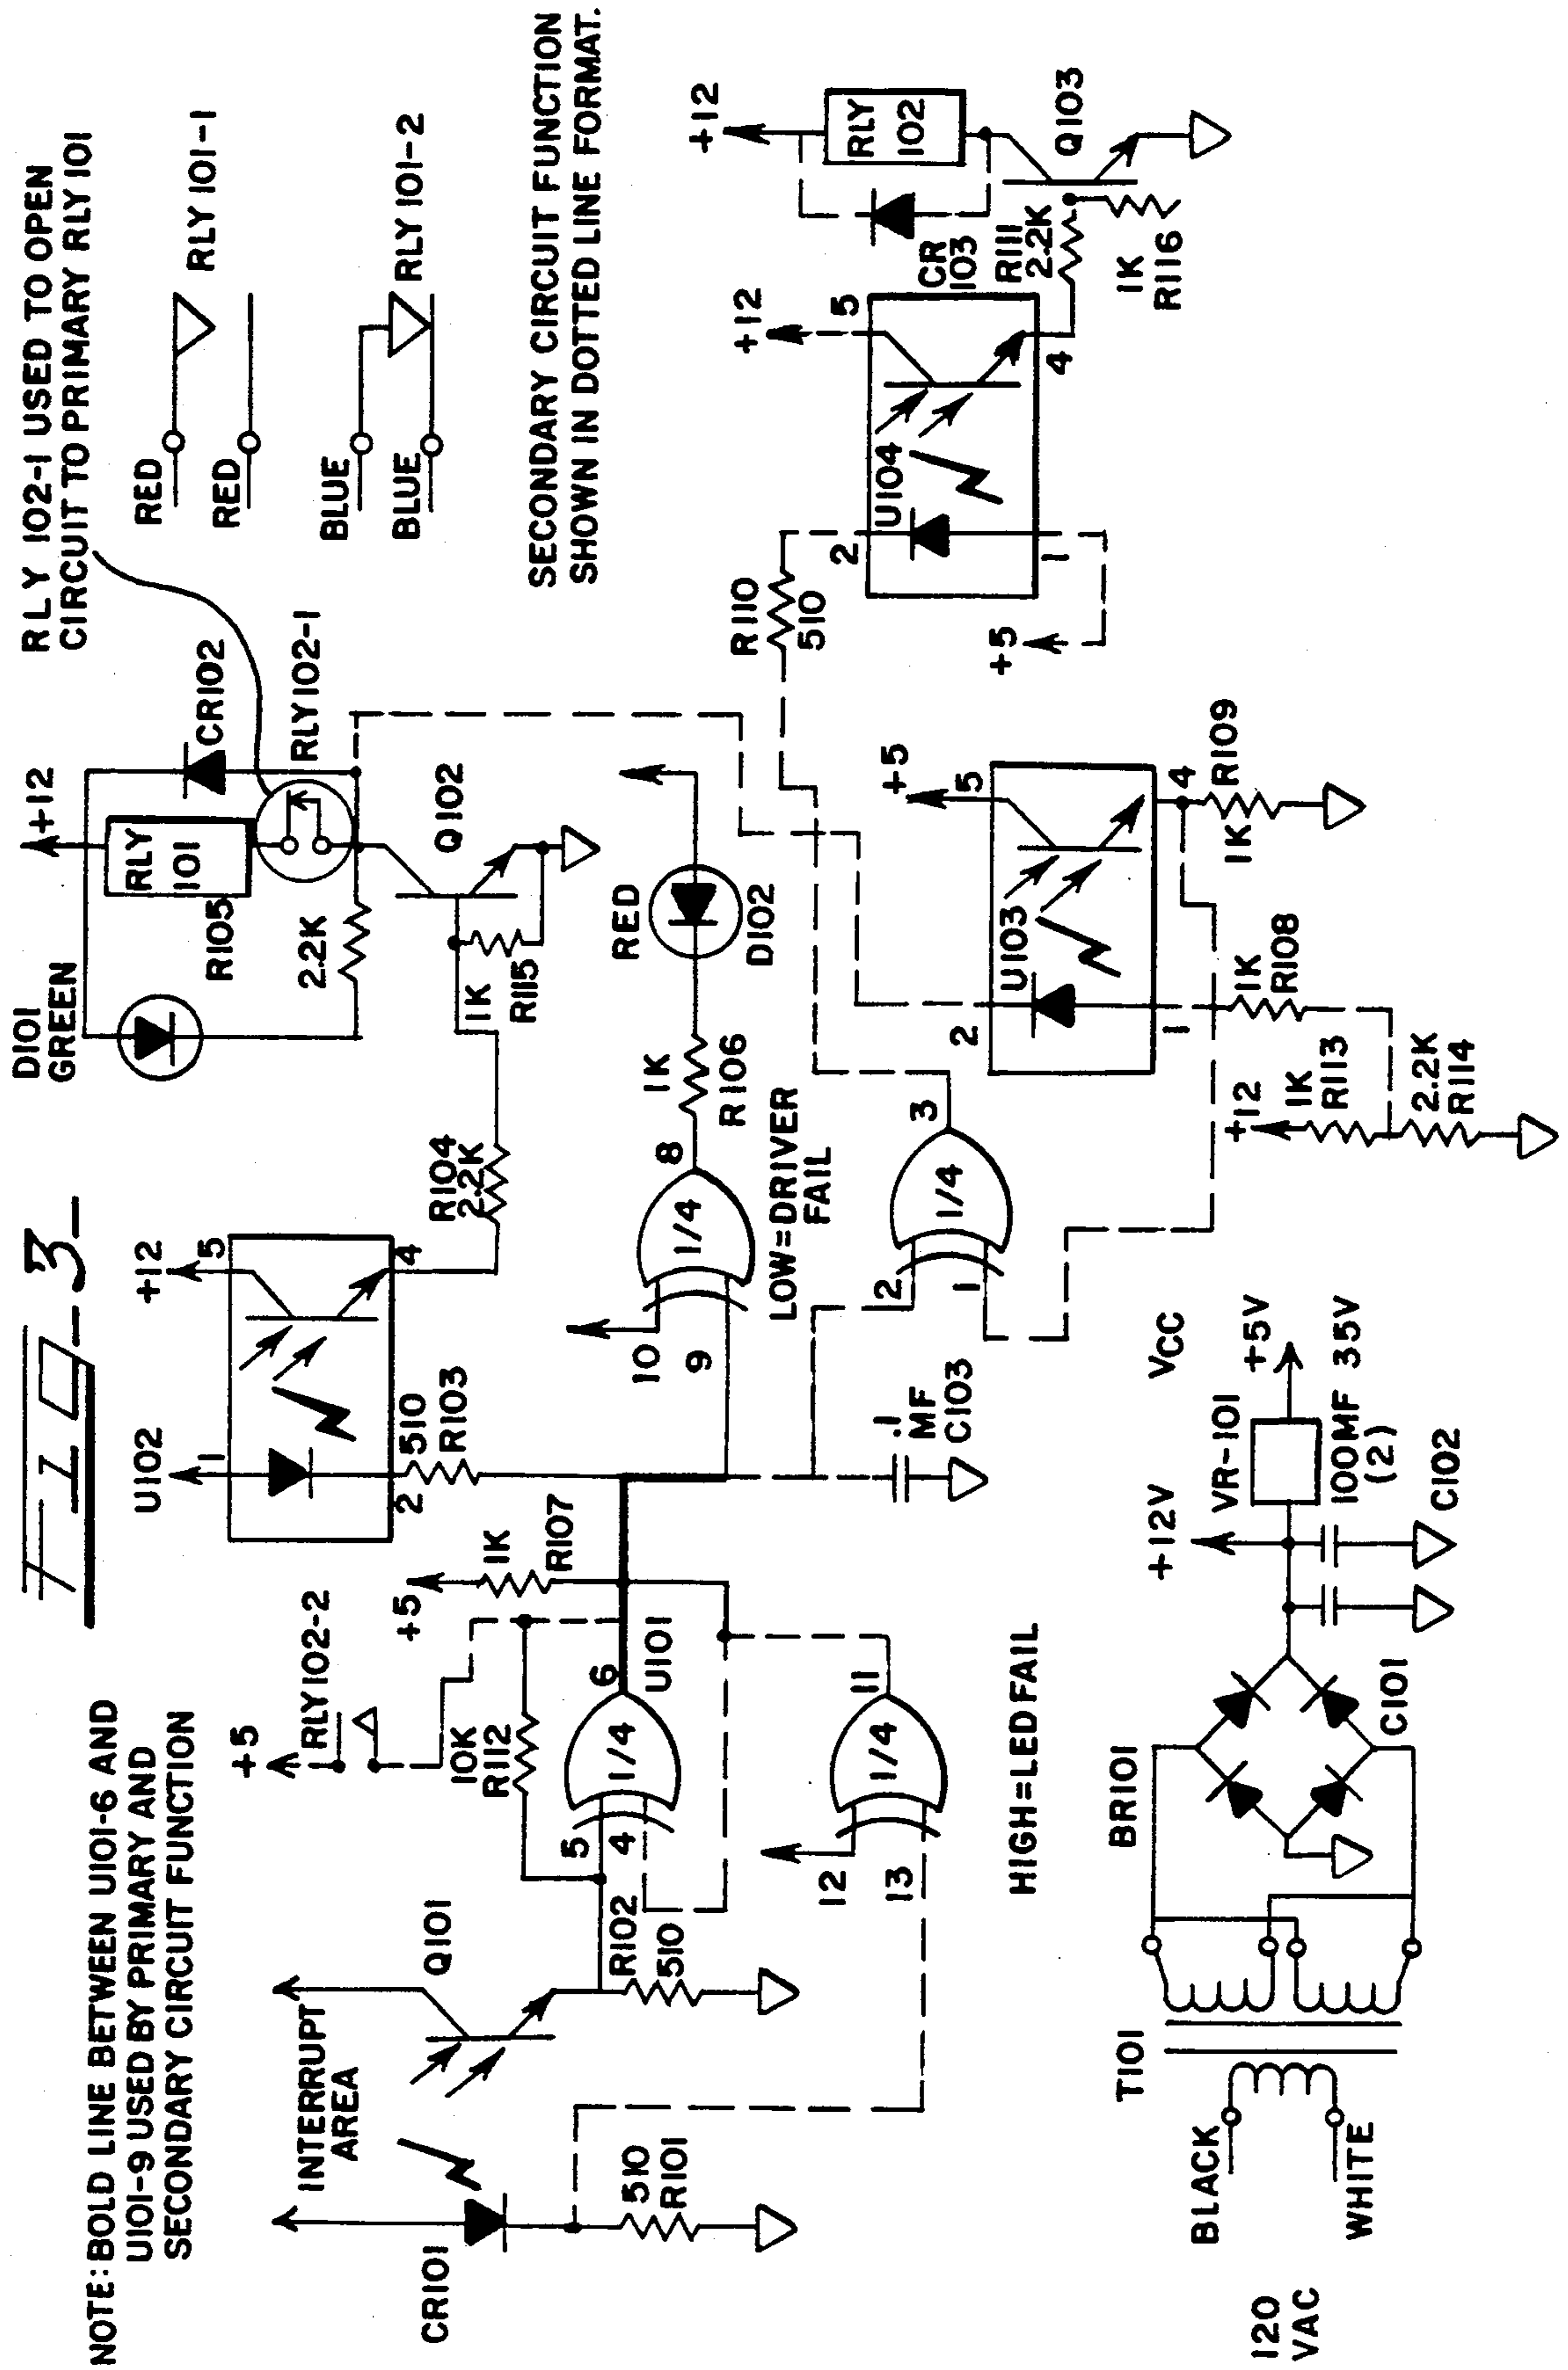 FIG-3-
NOTE: BOLD LINE BETWEEN U101-6 AND
U101-9 USED BY PRIMARY AND
SECONDARY CIRCUIT FUNCTION
RLY 102-1 USED TO OPEN
CIRCUIT TO PRIMARY RLY 101
RED
RED
RLY 101-1
BLUE
BLUE
RLY 101-2
SECONDARY CIRCUIT FUNCTION
SHOWN IN DOTTED LINE FORMAT.
INTERRUPT
AREA
CR101
510
R101
Q101
R102
510
+5
RLY102-2
10K
R112
5
4
1/4
6
U101
+5
1K
R107
12
13
1/4
11
HIGH=LED FAIL
U102
1
2
510
R103
+12
5
4
R104
2.2K
D101
GREEN
+12
RLY
101
R105
2.2K
CR102
RLY102-1
1K
R115
Q102
10
9
1/4
8
1K
R106
RED
D102
LOW=DRIVER
FAIL
.1
MF
C103
2
1
1/4
3
R110
510
+5
2
1
U104
+12
5
4
CR
103
R111
2.2K
1K
R116
+12
RLY
102
Q103
U103
2
1
+5
5
4
1K
R109
1K
R108
+12
1K
R113
2.2K
R114
120
VAC
BLACK
WHITE
T101
BR101
C101
+12V
VR-101
VCC
+5V
100MF 35V
(2)
C102